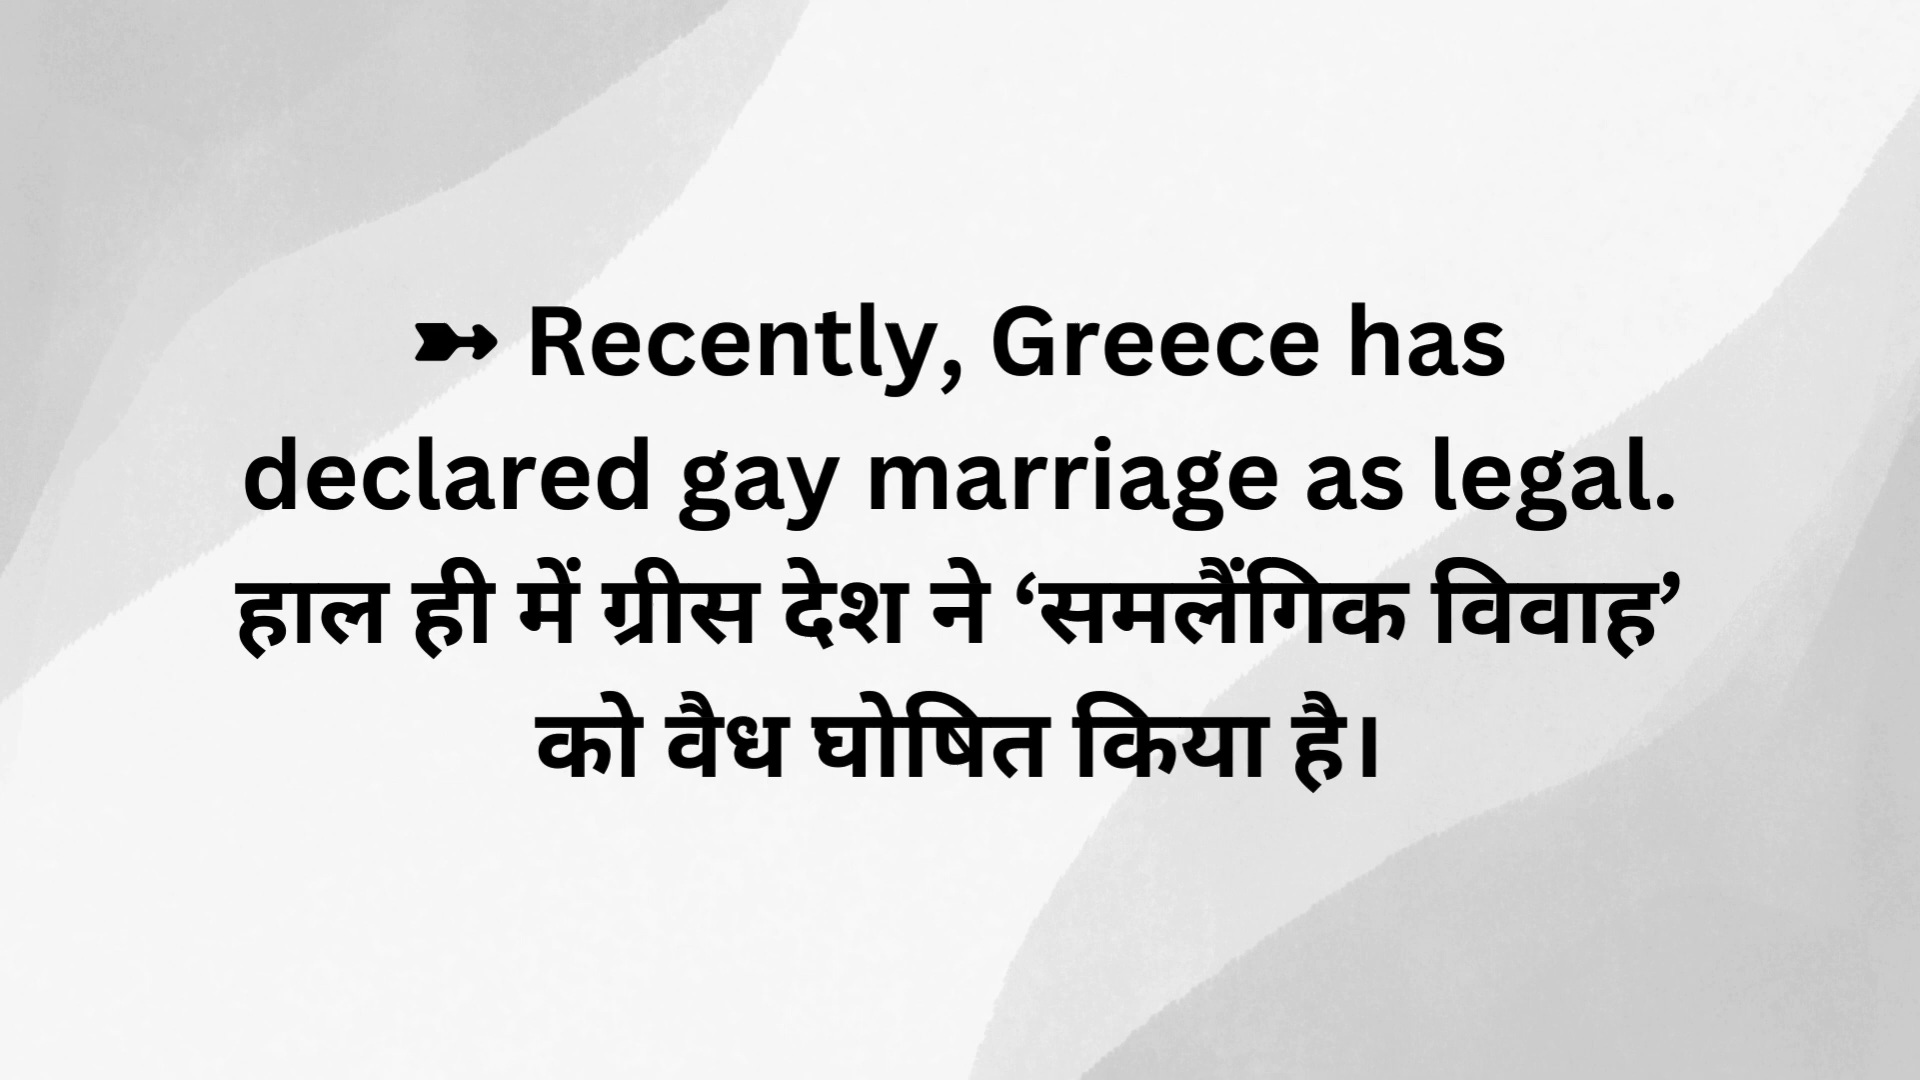 ➼ Recently, Greece has
declared gay marriage as legal.
हाल ही में ग्रीस देश ने ‘समलैंगिक विवाह’
को वैध घोषित किया है।